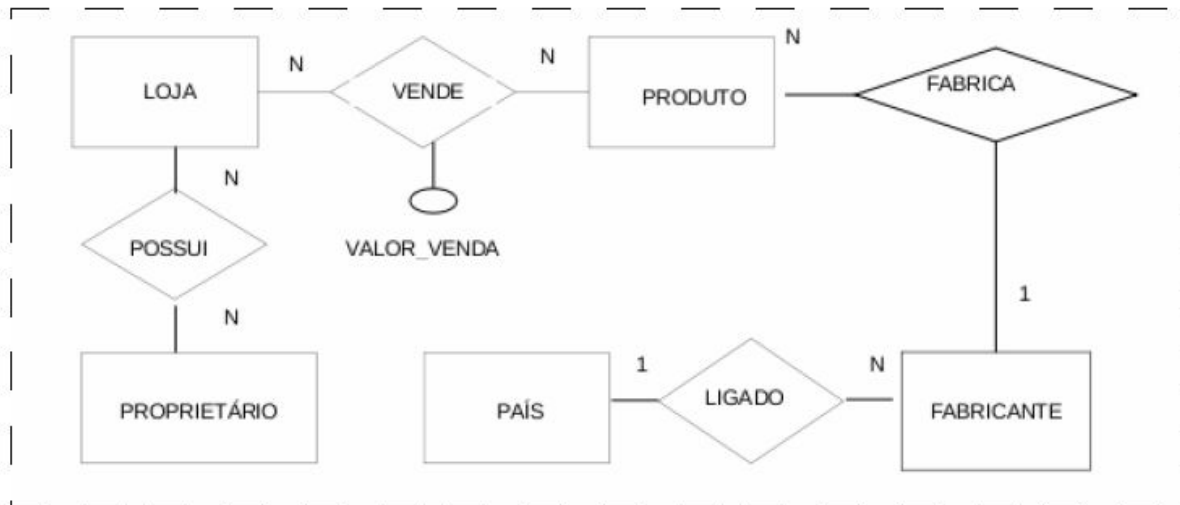 LOJA
N
VENDE
N
PRODUTO
N
FABRICA
N
POSSUI
VALOR_VENDA
N
1
PROPRIETÁRIO
PAÍS
1
LIGADO
N
FABRICANTE